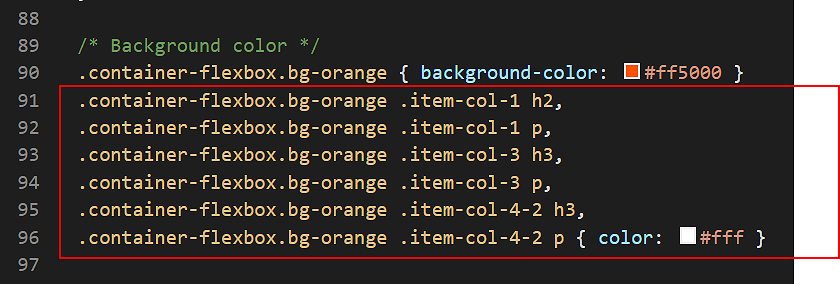 88
89 /* Background color */
90 .container-flexbox.bg-orange { background-color: #ff5000 }
91 .container-flexbox.bg-orange .item-col-1 h2,
92 .container-flexbox.bg-orange .item-col-1 p,
93 .container-flexbox.bg-orange .item-col-3 h3,
94 .container-flexbox.bg-orange .item-col-3 p,
95 .container-flexbox.bg-orange .item-col-4-2 h3,
96 .container-flexbox.bg-orange .item-col-4-2 p { color: #fff }
97